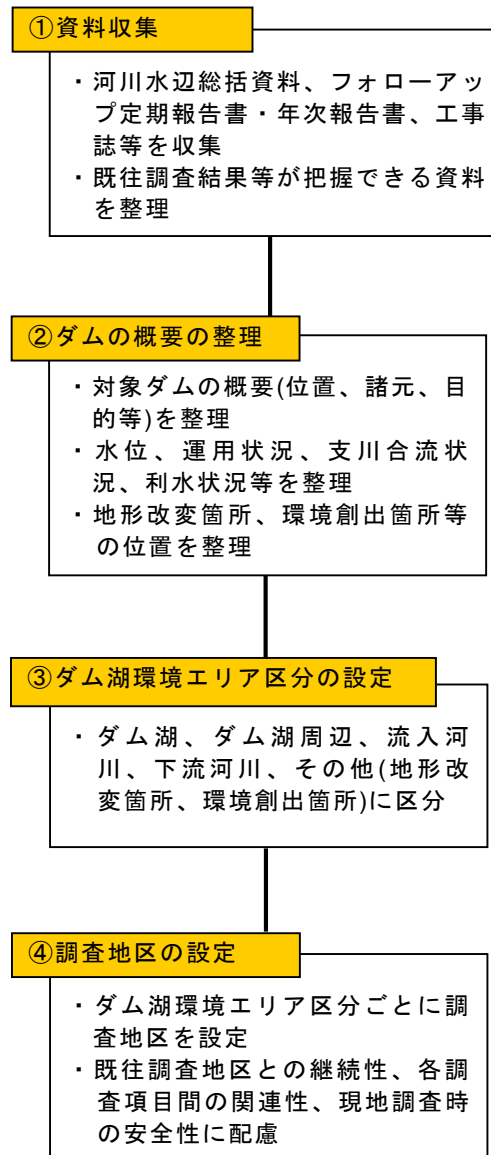 ①資料収集
・河川水辺総括資料、フォローアッ
プ定期報告書・年次報告書、工事
誌等を収集
・既往調査結果等が把握できる資料
を整理
②ダムの概要の整理
・対象ダムの概要(位置、諸元、目
的等)を整理
・水位、運用状況、支川合流状
況、利水状況等を整理
・地形改変箇所、環境創出箇所等
の位置を整理
③ダム湖環境エリア区分の設定
・ダム湖、ダム湖周辺、流入河
川、下流河川、その他(地形改
変箇所、環境創出箇所)に区分
④調査地区の設定
・ダム湖環境エリア区分ごとに調
査地区を設定
・既往調査地区との継続性、各調
査項目間の関連性、現地調査時
の安全性に配慮